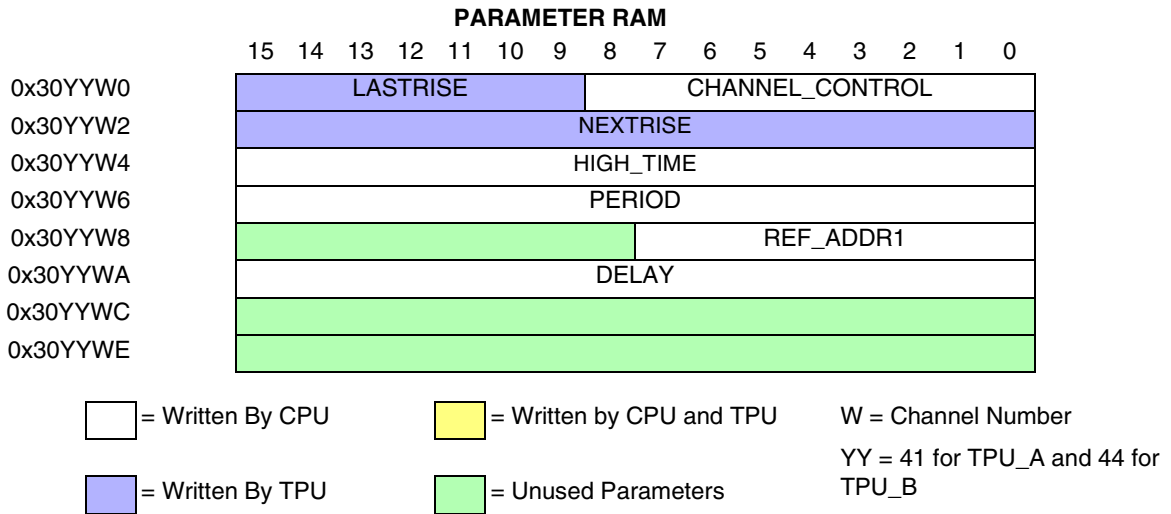 PARAMETER RAM
15 14 13 12 11 10 9 8 7 6 5 4 3 2 1 0
0x30YYW0 LASTRISE CHANNEL_CONTROL
0x30YYW2 NEXTRISE
0x30YYW4 HIGH_TIME
0x30YYW6 PERIOD
0x30YYW8 REF_ADDR1
0x30YYWA DELAY
0x30YYWC
0x30YYWE
= Written By CPU = Written by CPU and TPU W = Channel Number
YY = 41 for TPU_A and 44 for
= Written By TPU = Unused Parameters TPU_B